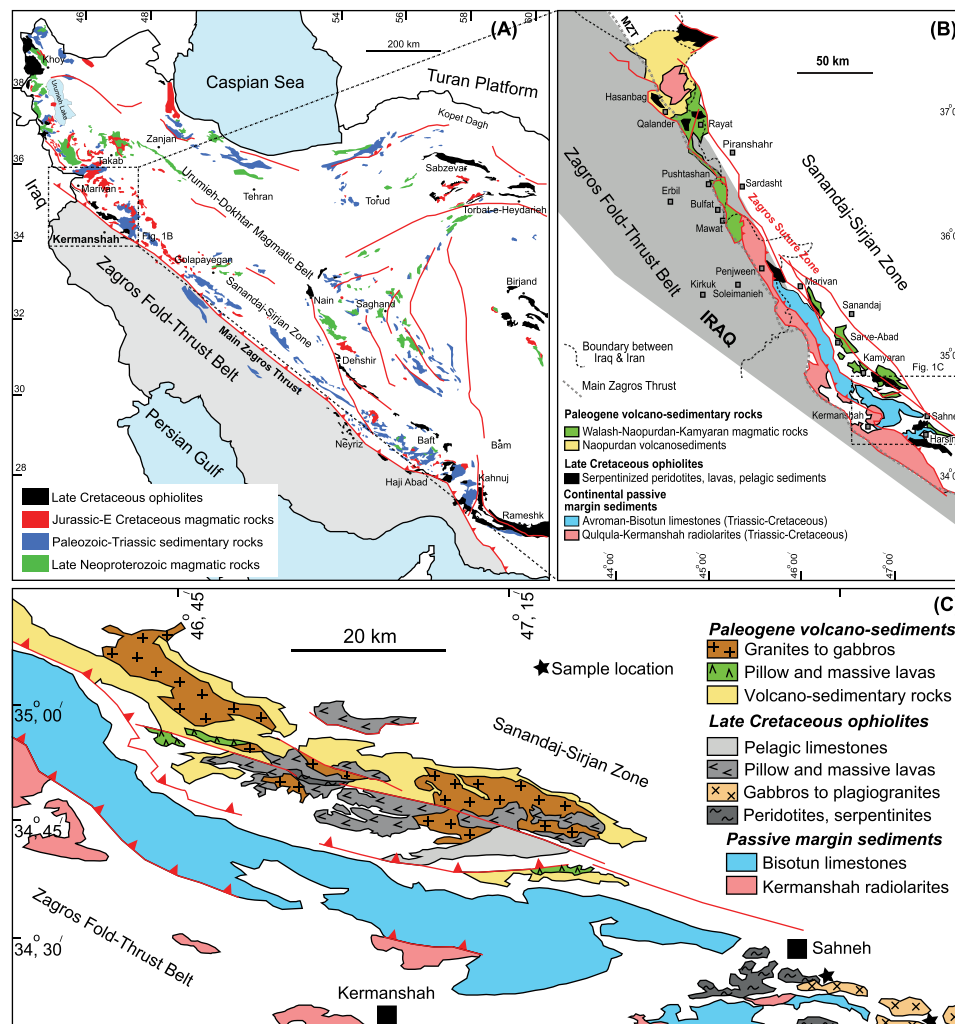 (A)
46
48
54
56
58
60
200 km
Khoy
38
Urumieh Lake
Caspian Sea
Turan Platform
Kopet Dagh
Zanjan
36
Takab
Iraq
Marivan
Urumieh-Dokhtar Magmatic Belt
Tehran
Torud
Sabzevar
Torbat-e-Heydarieh
34
Kermanshah
Fig. 1B
Golapayegan
Sanandaj-Sirjan Zone
Nain
Saghand
Birjand
32
Zagros Fold-Thrust Belt
Main Zagros Thrust
Denshir
30
Persian Gulf
Neyriz
Baft
Bam
28
Haji Abad
Kahnuj
Rameshk
Late Cretaceous ophiolites
Jurassic-E Cretaceous magmatic rocks
Paleozoic-Triassic sedimentary rocks
Late Neoproterozoic magmatic rocks
(B)
MZT
50 km
Hasanbag
Qalander
Rayat
37°0
Piranshahr
Zagros Fold-Thrust Belt
Sanandaj-Sirjan Zone
Pushtashan
Sardasht
Erbil
Bulfat
Mawat
Zagros Suture Zone
36°0
Penjween
Kirkuk
Soleimanieh
Marivan
Sanandaj
IRAQ
Sarve-Abad
Kamyaran
35°0
Fig. 1C
Boundary between
Iraq & Iran
Main Zagros Thrust
Kermanshah
Sahne
Harsin
34°0
Paleogene volcano-sedimentary rocks
Walash-Naopurdan-Kamyaran magmatic rocks
Naopurdan volcanosediments
Late Cretaceous ophiolites
Serpentinized peridotites, lavas, pelagic sediments
Continental passive
margin sediments
Avroman-Bisotun limestones (Triassic-Cretaceous)
Qulqula-Kermanshah radiolarites (Triassic-Cretaceous)
44°00
45°00
46°00
47°00
(C)
46° 45'
47° 15'
20 km
Sample location
35° 00'
Sanandaj-Sirjan Zone
34° 45'
Zagros Fold-Thrust Belt
34° 30'
Sahneh
Kermanshah
Paleogene volcano-sediments
Granites to gabbros
Pillow and massive lavas
Volcano-sedimentary rocks
Late Cretaceous ophiolites
Pelagic limestones
Pillow and massive lavas
Gabbros to plagiogranites
Peridotites, serpentinites
Passive margin sediments
Bisotun limestones
Kermanshah radiolarites